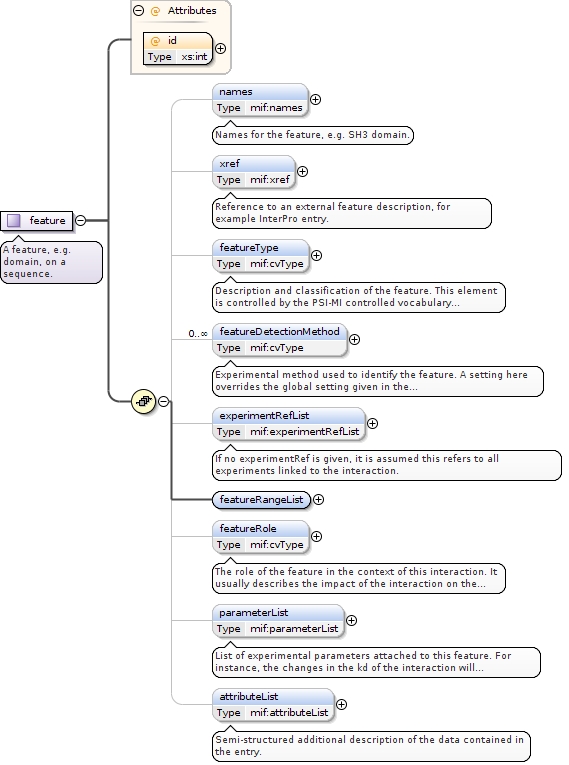 Attributes
id
Type xs:int
names
Type mif:names
Names for the feature, e.g. SH3 domain.
xref
Type mif:xref
Reference to an external feature description, for
example InterPro entry.
feature
A feature, e.g.
domain, on a
sequence.
featureType
Type mif:cvType
Description and classification of the feature. This element
is controlled by the PSI-MI controlled vocabulary...
0..∞
featureDetectionMethod
Type mif:cvType
Experimental method used to identify the feature. A setting here
overrides the global setting given in the...
experimentRefList
Type mif:experimentRefList
If no experimentRef is given, it is assumed this refers to all
experiments linked to the interaction.
featureRangeList
featureRole
Type mif:cvType
The role of the feature in the context of this interaction. It
usually describes the impact of the interaction on the...
parameterList
Type mif:parameterList
List of experimental parameters attached to this feature. For
instance, the changes in the kd of the interaction will...
attributeList
Type mif:attributeList
Semi-structured additional description of the data contained in
the entry.